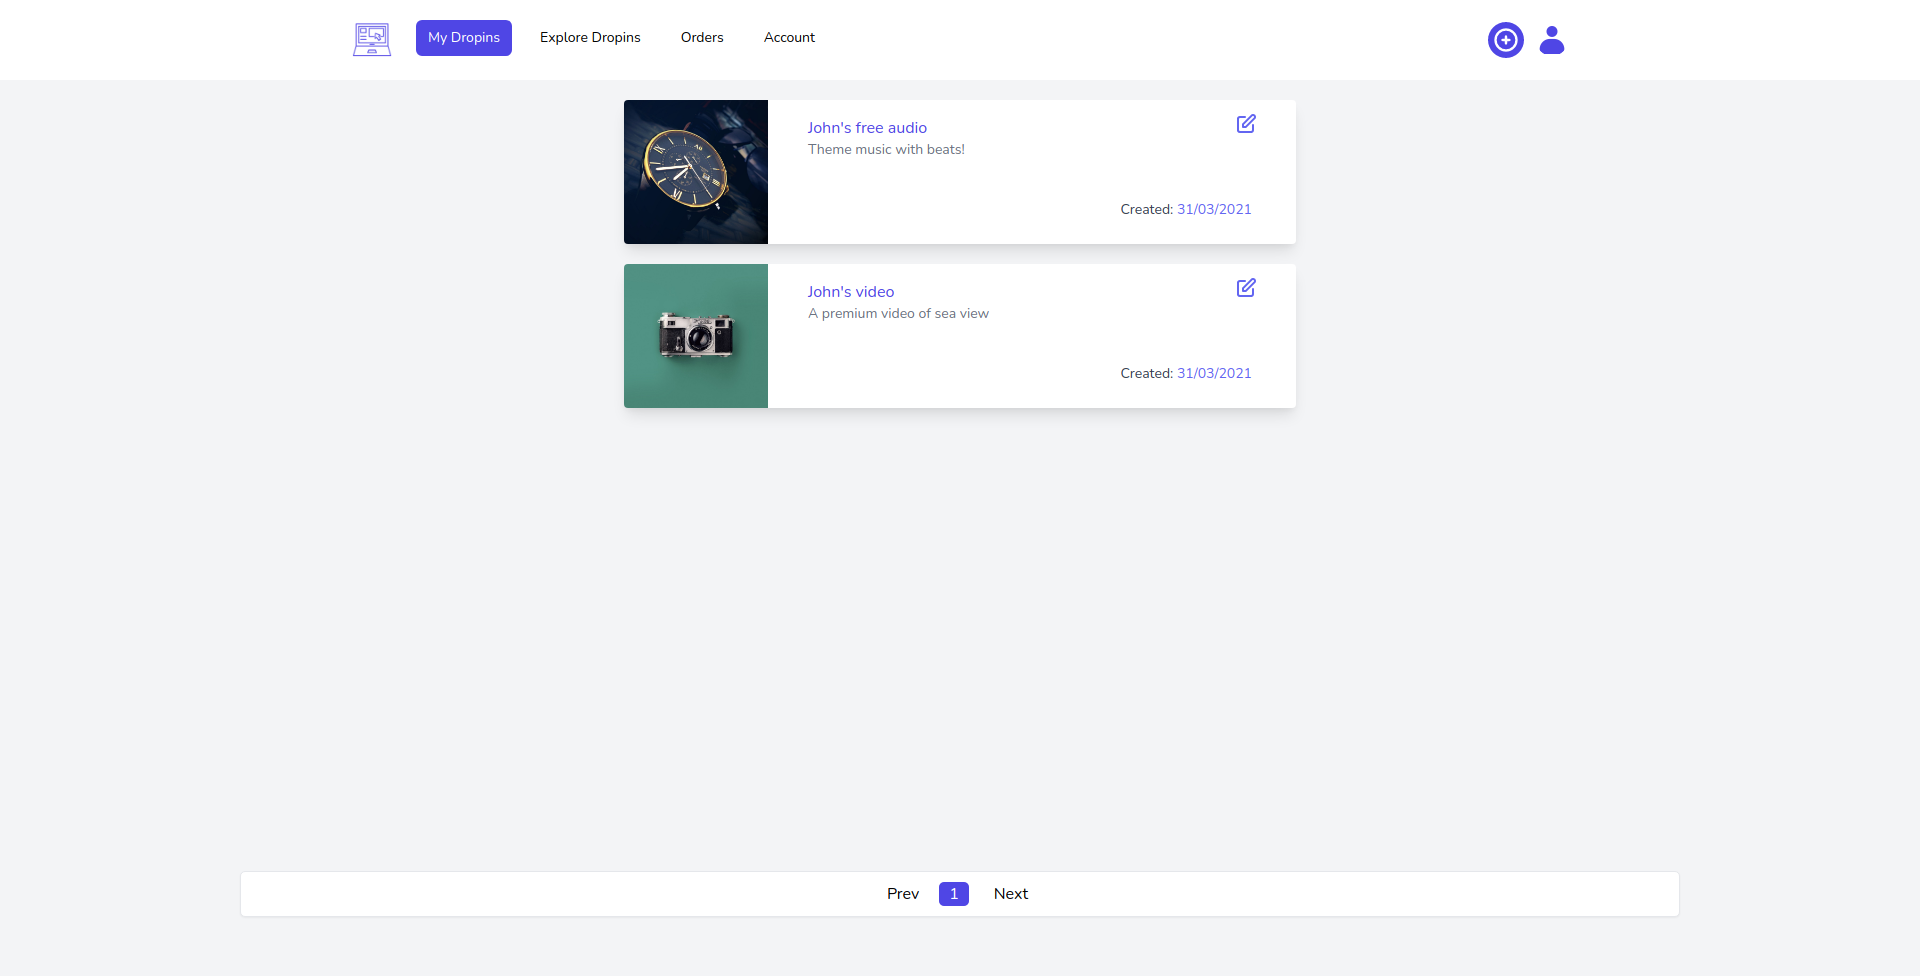 My Dropins
Explore Dropins
Orders
Account
John's free audio
Theme music with beats!
Created: 31/03/2021
John's video
A premium video of sea view
Created: 31/03/2021
Prev 1 Next